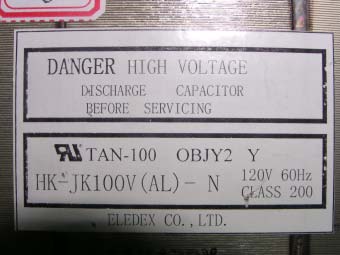 DANGER HIGH VOLTAGE
DISCHARGE CAPACITOR
BEFORE SERVICING
TAN-100 OBJY2 Y
HK-JK100V(AL)- N 120V 60Hz
CLASS 200
ELEDEX CO.,LTD.